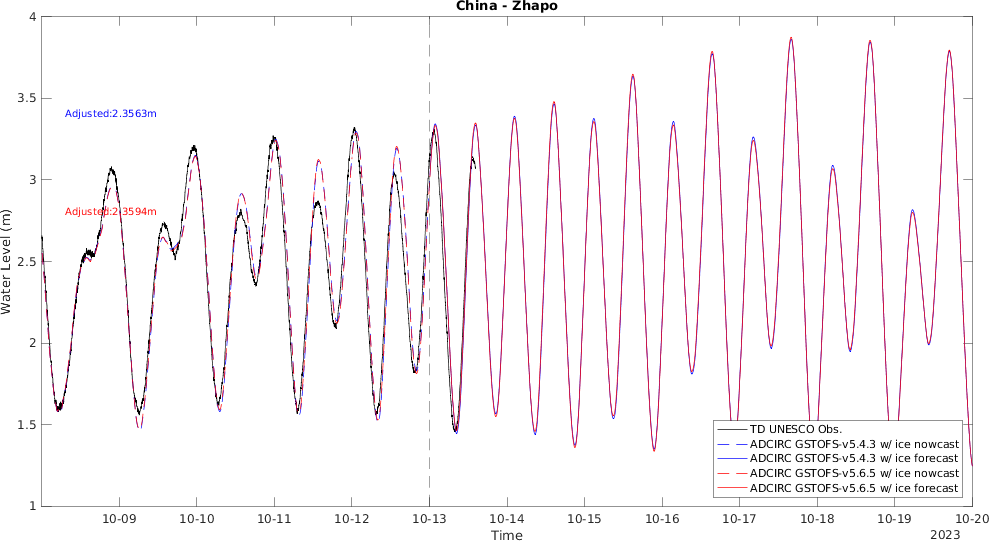 China - Zhapo
4
3.5
3
2.5
2
1.5
1
Water Level (m)
Adjusted:2.3563m
Adjusted:2.3594m
TD UNESCO Obs.
ADCIRC GSTOFS-v5.4.3 w/ ice nowcast
ADCIRC GSTOFS-v5.4.3 w/ ice forecast
ADCIRC GSTOFS-v5.6.5 w/ ice nowcast
ADCIRC GSTOFS-v5.6.5 w/ ice forecast
10-09 10-10 10-11 10-12 10-13 10-14 10-15 10-16 10-17 10-18 10-19 10-20
Time
2023